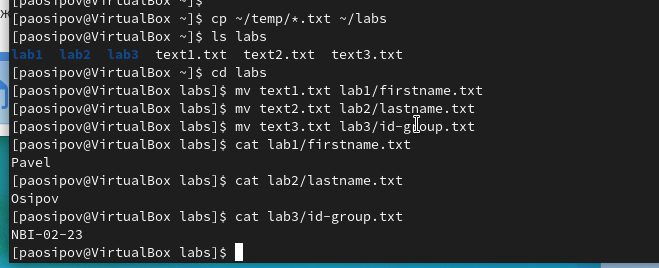 [paosipov@VirtualBox ~]$
[paosipov@VirtualBox ~]$ cp ~/temp/*.txt ~/labs
[paosipov@VirtualBox ~]$ ls labs
lab1 lab2 lab3 text1.txt text2.txt text3.txt
[paosipov@VirtualBox ~]$ cd labs
[paosipov@VirtualBox labs]$ mv text1.txt lab1/firstname.txt
[paosipov@VirtualBox labs]$ mv text2.txt lab2/lastname.txt
[paosipov@VirtualBox labs]$ mv text3.txt lab3/id-group.txt
[paosipov@VirtualBox labs]$ cat lab1/firstname.txt
Pavel
[paosipov@VirtualBox labs]$ cat lab2/lastname.txt
Osipov
[paosipov@VirtualBox labs]$ cat lab3/id-group.txt
NBI-02-23
[paosipov@VirtualBox labs]$